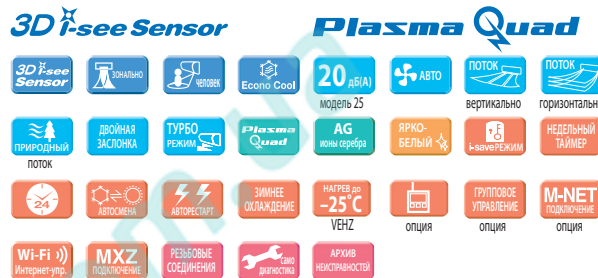 3D i-see Sensor
Plasma Quad
3D i-see Sensor
ЗОНАЛЬНО
ЧЕЛОВЕК
Econo Cool
20 дБ(А)
модель 25
АВТО
ПОТОК
вертикально
ПОТОК
горизонтальн
ПРИРОДНЫЙ
поток
ДВОЙНАЯ
ЗАСЛОНКА
ТУРБО
РЕЖИМ
Plasma
Quad
AG
ионы серебра
ЯРКО-
БЕЛЫЙ
i-save РЕЖИМ
НЕДЕЛЬНЫЙ
ТАЙМЕР
24
АВТОСМЕНА
АВТОРЕСТАРТ
ЗИМНЕЕ
ОХЛАЖДЕНИЕ
НАГРЕВ до
–25°C
VEHZ
опция
ГРУППОВОЕ
УПРАВЛЕНИЕ
опция
M-NET
ПОДКЛЮЧЕНИЕ
опция
Wi-Fi
Интернет-упр.
MXZ
ПОДКЛЮЧЕНИЕ
РЕЗЬБОВЫЕ
СОЕДИНЕНИЯ
само
диагностика
АРХИВ
НЕИСПРАВНОСТЕЙ